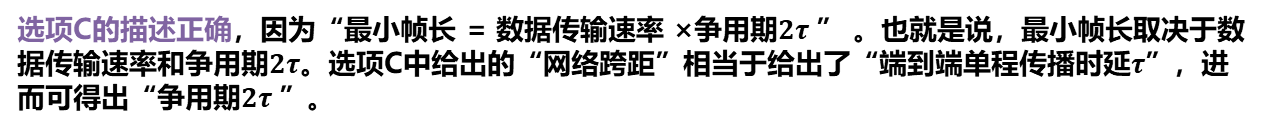 选项C的描述正确，因为“最小帧长 = 数据传输速率 ×争用期2τ ”。也就是说，最小帧长取决于数
据传输速率和争用期2τ。选项C中给出的“网络跨距”相当于给出了“端到端单程传播时延τ”，进
而可得出“争用期2τ ”。